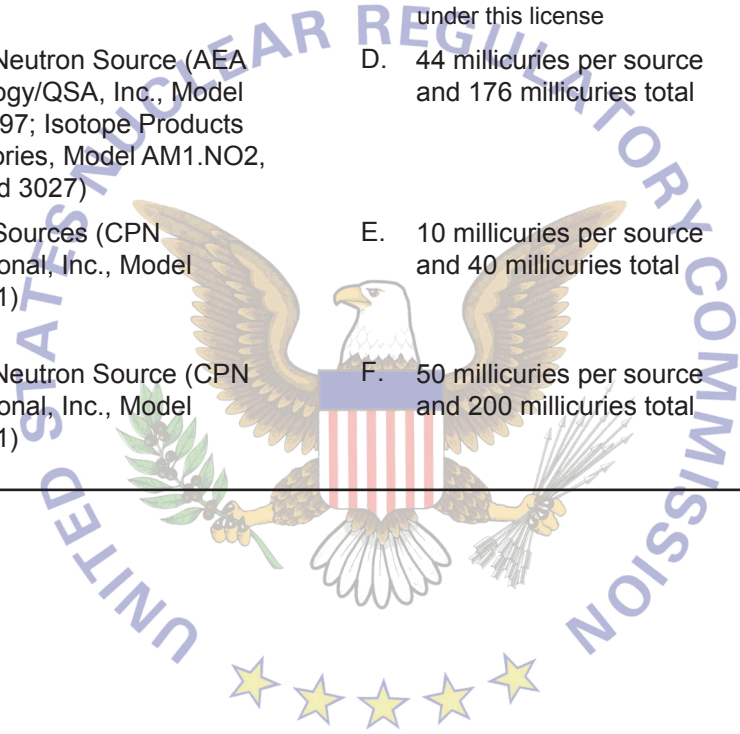 under this license
Neutron Source (AEA
ogy/QSA, Inc., Model
97; Isotope Products
ories, Model AM1.NO2,
d 3027)
D. 44 millicuries per source
and 176 millicuries total
Sources (CPN
onal, Inc., Model
1)
E. 10 millicuries per source
and 40 millicuries total
Neutron Source (CPN
onal, Inc., Model
1)
F. 50 millicuries per source
and 200 millicuries total
UNITED STATES NUCLEAR REGULATORY COMMISSION